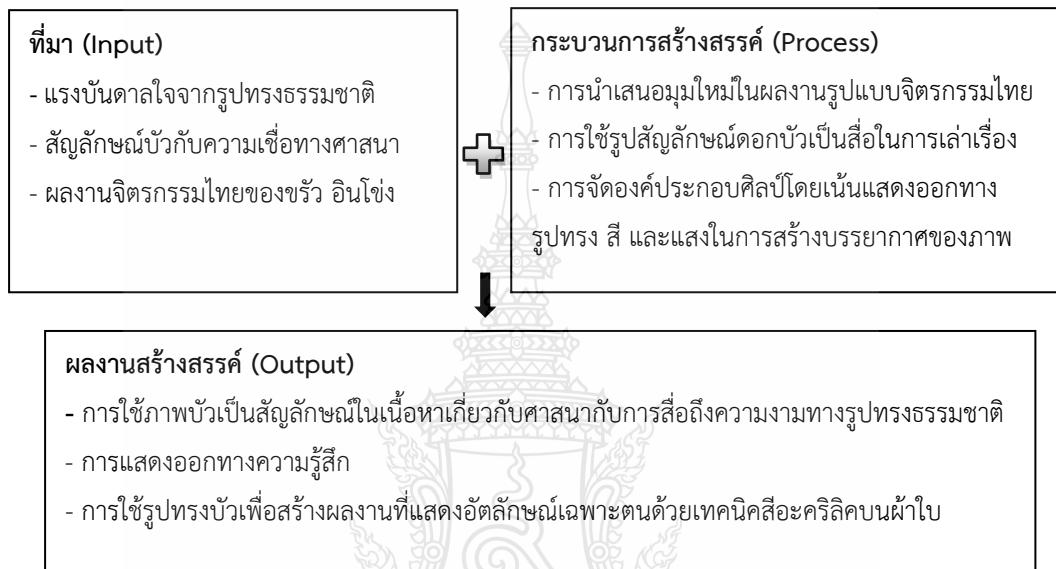 ที่มา (Input)
- แรงบันดาลใจจากรูปทรงธรรมชาติ
- สัญลักษณ์บัวกับความเชื่อทางศาสนา
- ผลงานจิตรกรรมไทยของขรัว อินโข่ง
กระบวนการสร้างสรรค์ (Process)
- การนำเสนอมุมใหม่ในผลงานรูปแบบจิตรกรรมไทย
- การใช้รูปสัญลักษณ์ดอกบัวเป็นสื่อในการเล่าเรื่อง
- การจัดองค์ประกอบศิลป์โดยเน้นแสดงออกทาง
รูปทรง สี และแสงในการสร้างบรรยากาศของภาพ
ผลงานสร้างสรรค์ (Output)
- การใช้ภาพบัวเป็นสัญลักษณ์ในเนื้อหาเกี่ยวกับศาสนากับการสื่อถึงความงามทางรูปทรงธรรมชาติ
- การแสดงออกทางความรู้สึก
- การใช้รูปทรงบัวเพื่อสร้างผลงานที่แสดงอัตลักษณ์เฉพาะตนด้วยเทคนิคสีอะคริลิคบนผ้าใบ